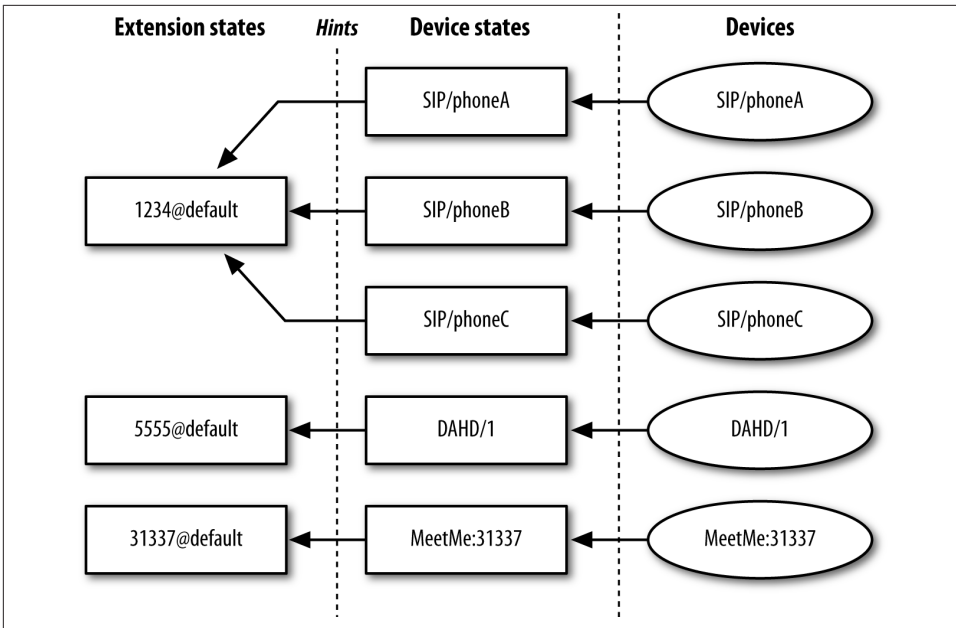 Extension states Hints Device states Devices
SIP/phoneA SIP/phoneA
1234@default SIP/phoneB SIP/phoneB
SIP/phoneC SIP/phoneC
5555@default DAHD/1 DAHD/1
31337@default MeetMe:31337 MeetMe:31337